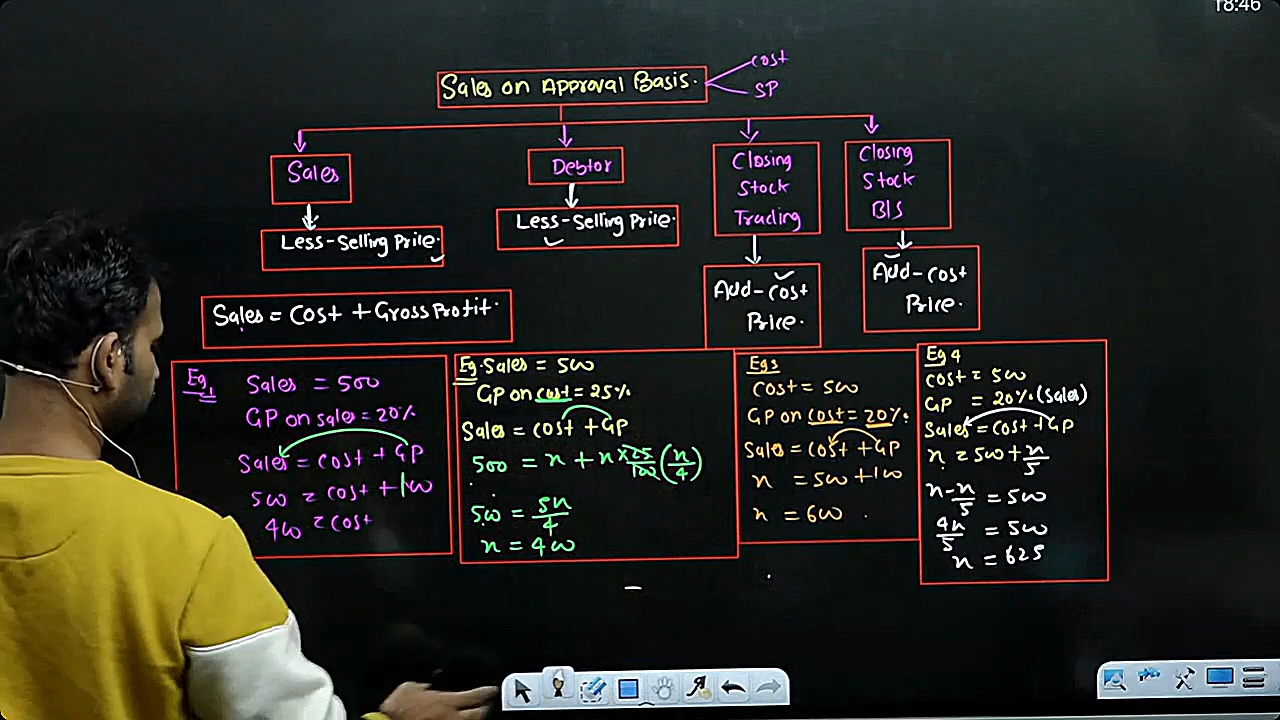 18:46
Sales on Approval Basis.
Cost
SP
Sales
Less-Selling Price.
Debtor
Less-Selling Price.
Closing
Stock
Trading
Add-Cost
Price.
Closing
Stock
B/S
Add-Cost
Price.
Sales = Cost + Gross Profit.
Eg1
Sales = 500
GP on sales = 20%
Sales = Cost + GP
500 = Cost + 100
400 = Cost
Eg. Sales = 500
GP on cost = 25%
Sales = Cost + GP
500 = x + x × 25/100 (x/4)
500 = 5x/4
x = 400
Eg 3
Cost = 500
GP on cost = 20%.
Sales = Cost + GP
x = 500 + 100
x = 600
Eg 4
Cost = 500
GP = 20% (Sales)
Sales = Cost + GP
x = 500 + x/5
x - x/5 = 500
4x/5 = 500
x = 625